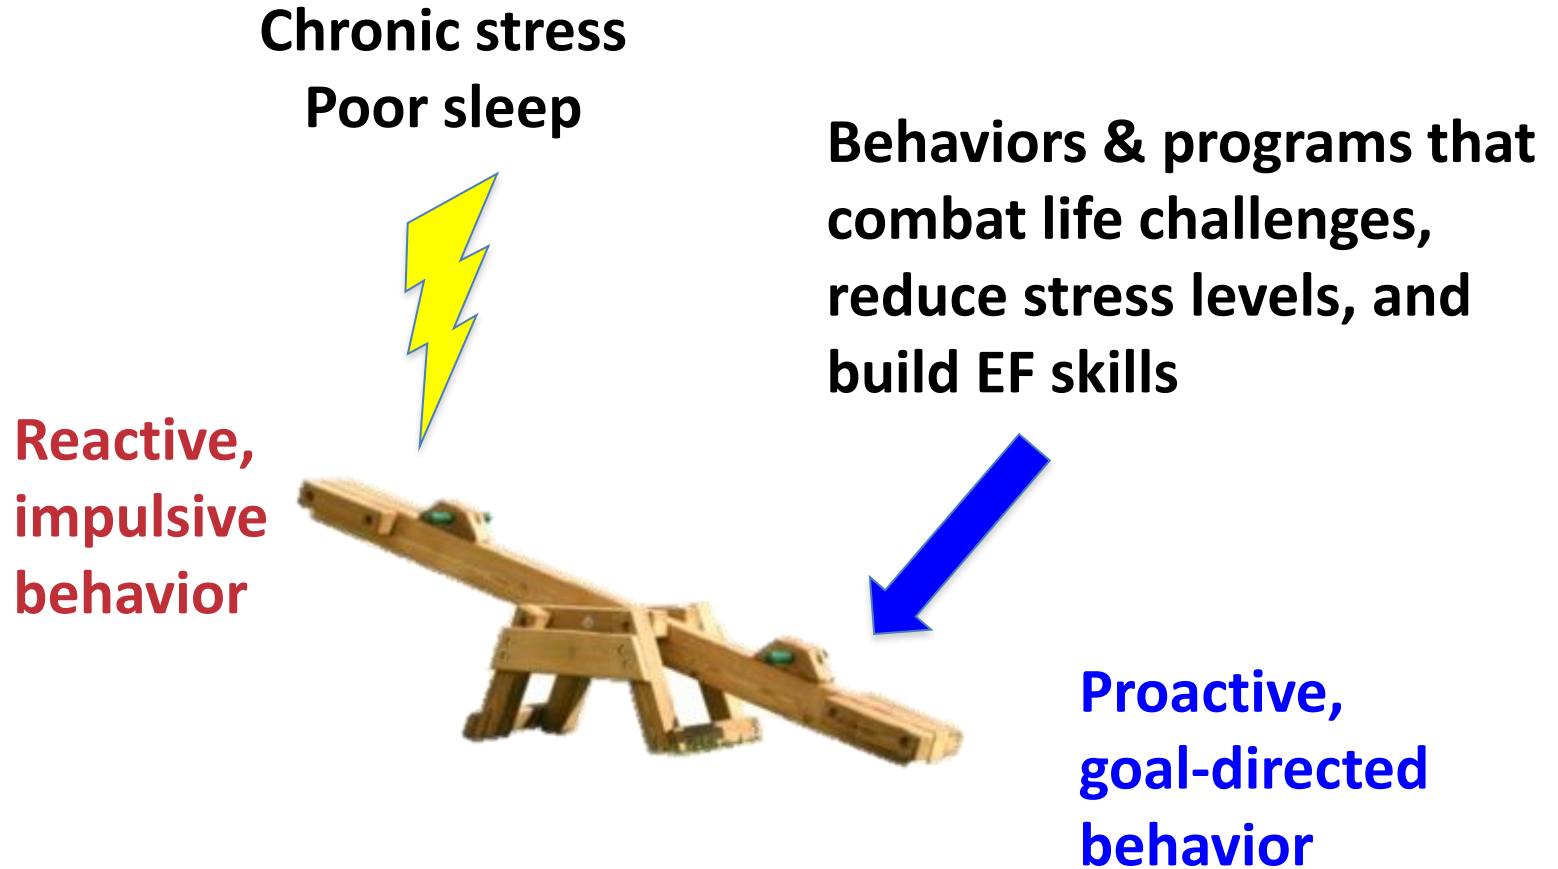 Chronic stress
Poor sleep
Behaviors & programs that
combat life challenges,
reduce stress levels, and
build EF skills
Reactive,
impulsive
behavior
Proactive,
goal-directed
behavior